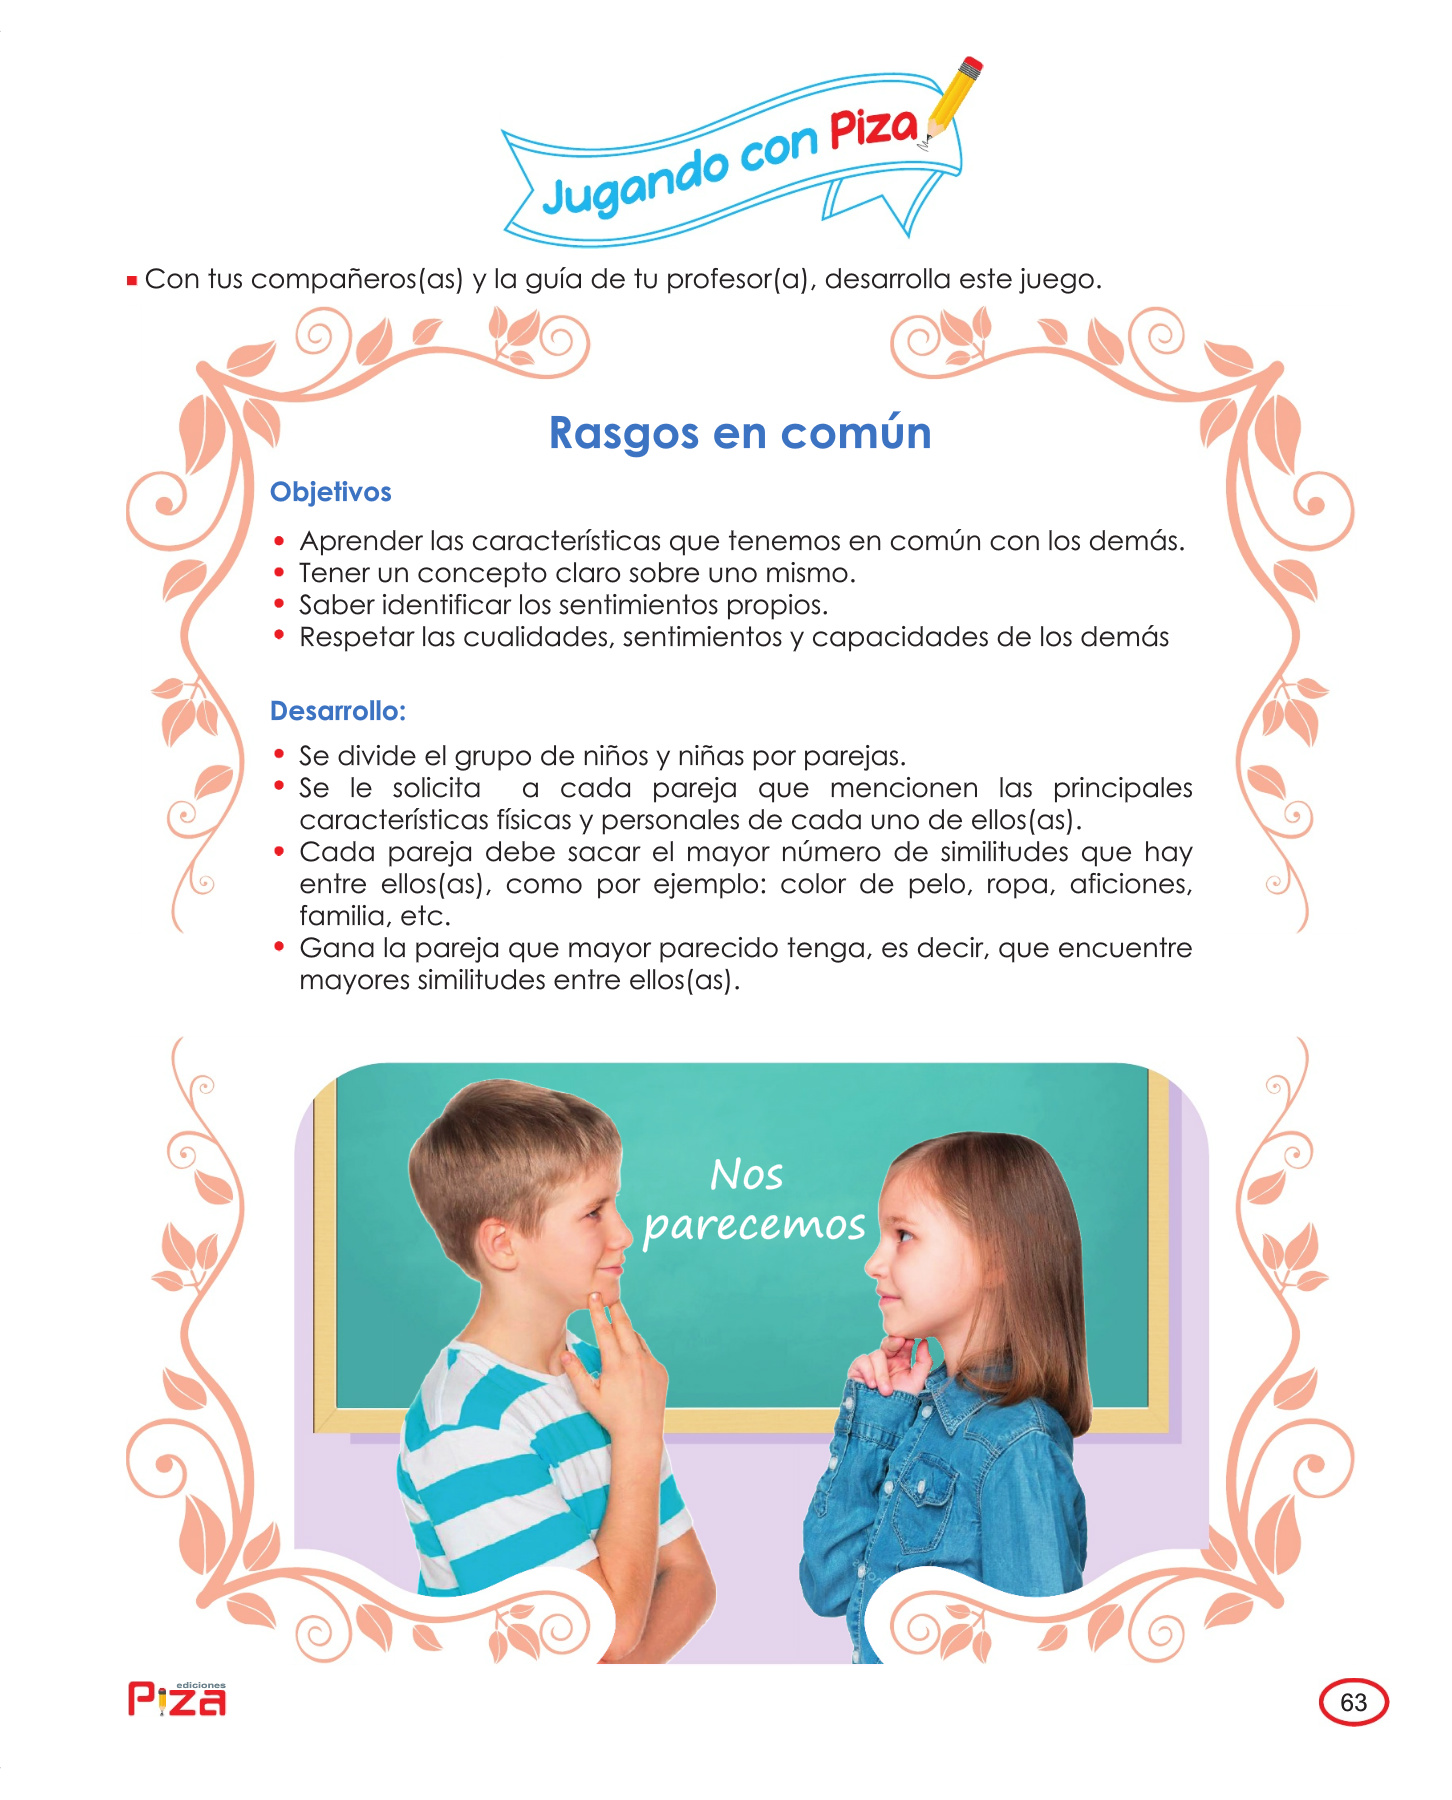 Jugando con Piza
Con tus compañeros(as) y la guía de tu profesor(a), desarrolla este juego.
Rasgos en común
Objetivos
• Aprender las características que tenemos en común con los demás.
• Tener un concepto claro sobre uno mismo.
• Saber identificar los sentimientos propios.
• Respetar las cualidades, sentimientos y capacidades de los demás
Desarrollo:
• Se divide el grupo de niños y niñas por parejas.
• Se le solicita a cada pareja que mencionen las principales
características físicas y personales de cada uno de ellos(as).
• Cada pareja debe sacar el mayor número de similitudes que hay
entre ellos(as), como por ejemplo: color de pelo, ropa, aficiones,
familia, etc.
• Gana la pareja que mayor parecido tenga, es decir, que encuentre
mayores similitudes entre ellos(as).
Nos
parecemos
ediciones
Piza
63